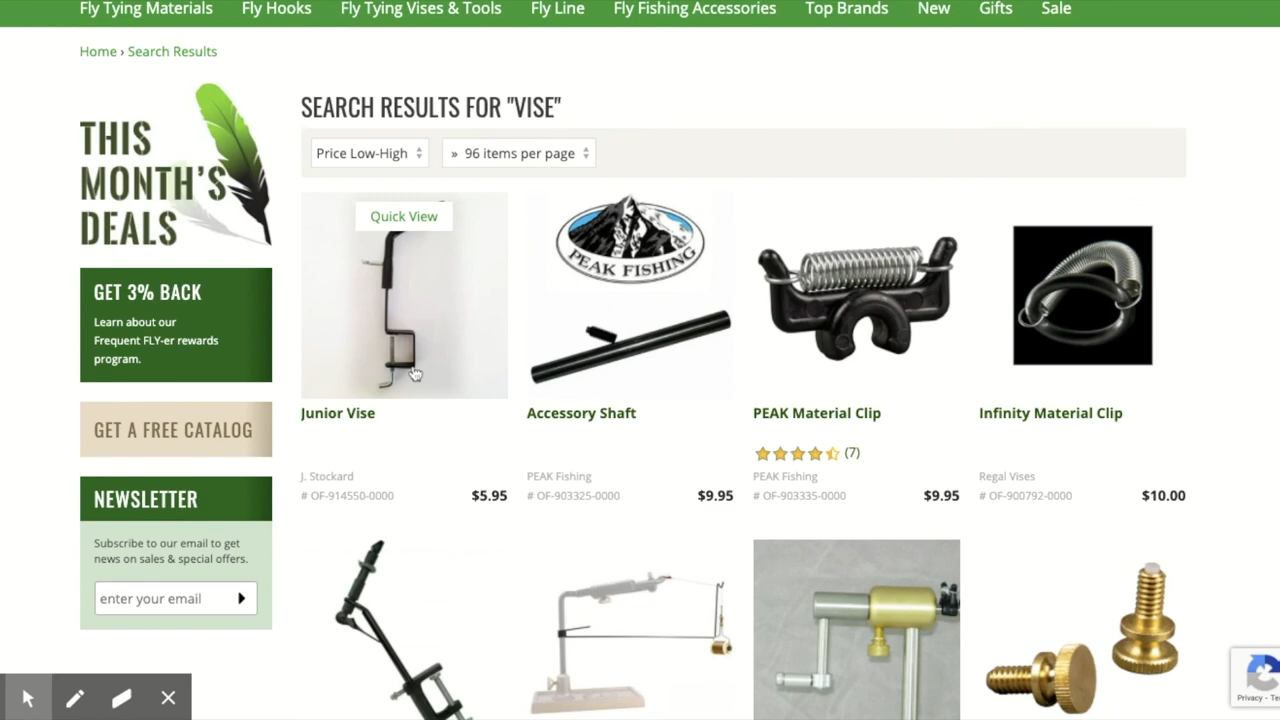 Fly Tying Materials Fly Hooks Fly Tying Vises & Tools Fly Line Fly Fishing Accessories Top Brands New Gifts Sale
Home › Search Results
THIS
MONTH'S
DEALS
GET 3% BACK
Learn about our
Frequent FLY-er rewards
program.
GET A FREE CATALOG
NEWSLETTER
Subscribe to our email to get
news on sales & special offers.
enter your email
SEARCH RESULTS FOR "VISE"
Price Low-High » 96 items per page
Quick View
Junior Vise
J. Stockard
# OF-914550-0000 $5.95
PEAK FISHING
Accessory Shaft
PEAK Fishing
# OF-903325-0000 $9.95
PEAK Material Clip
(7)
PEAK Fishing
# OF-903335-0000 $9.95
Infinity Material Clip
Regal Vises
# OF-900792-0000 $10.00
Privacy - Te